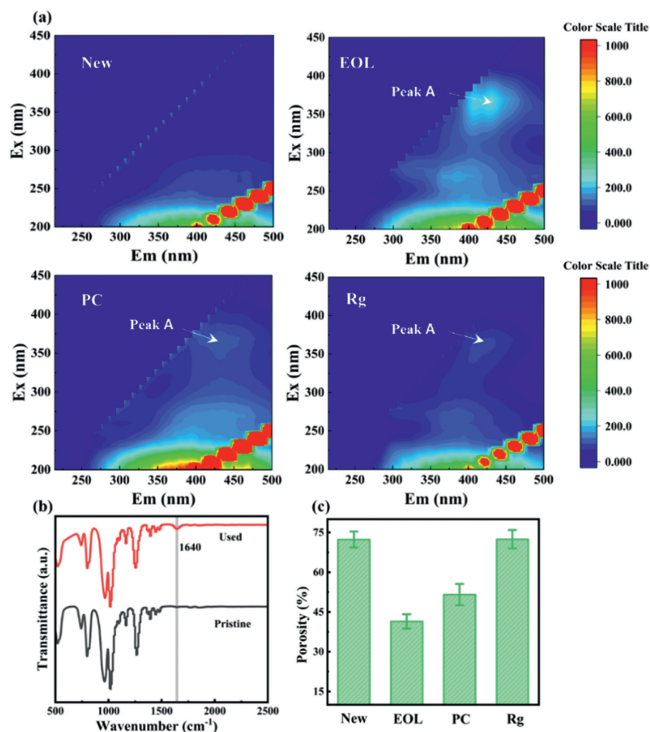 (a)
New
Ex (nm)
450
400
350
300
250
200
250 300 350 400 450 500
Em (nm)
EOL
Peak A
Ex (nm)
450
400
350
300
250
200
250 300 350 400 450 500
Em (nm)
Color Scale Title
1000
800.0
600.0
400.0
200.0
0.000
PC
Peak A
Ex (nm)
450
400
350
300
250
200
250 300 350 400 450 500
Em (nm)
Rg
Peak A
Ex (nm)
450
400
350
300
250
200
250 300 350 400 450 500
Em (nm)
Color Scale Title
1000
800.0
600.0
400.0
200.0
0.000
(b)
Transmittance (a.u.)
Used
1640
Pristine
500 1000 1500 2000 2500
Wavenumber (cm⁻¹)
(c)
Porosity (%)
75
60
45
30
15
New EOL PC Rg